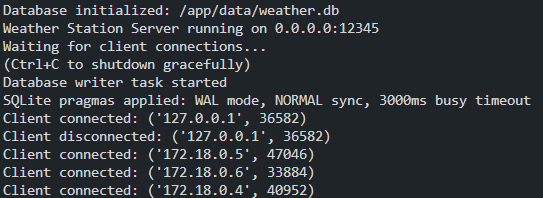 Database initialized: /app/data/weather.db
Weather Station Server running on 0.0.0.0:12345
Waiting for client connections...
(Ctrl+C to shutdown gracefully)
Database writer task started
SQLite pragmas applied: WAL mode, NORMAL sync, 3000ms busy timeout
Client connected: ('127.0.0.1', 36582)
Client disconnected: ('127.0.0.1', 36582)
Client connected: ('172.18.0.5', 47046)
Client connected: ('172.18.0.6', 33884)
Client connected: ('172.18.0.4', 40952)